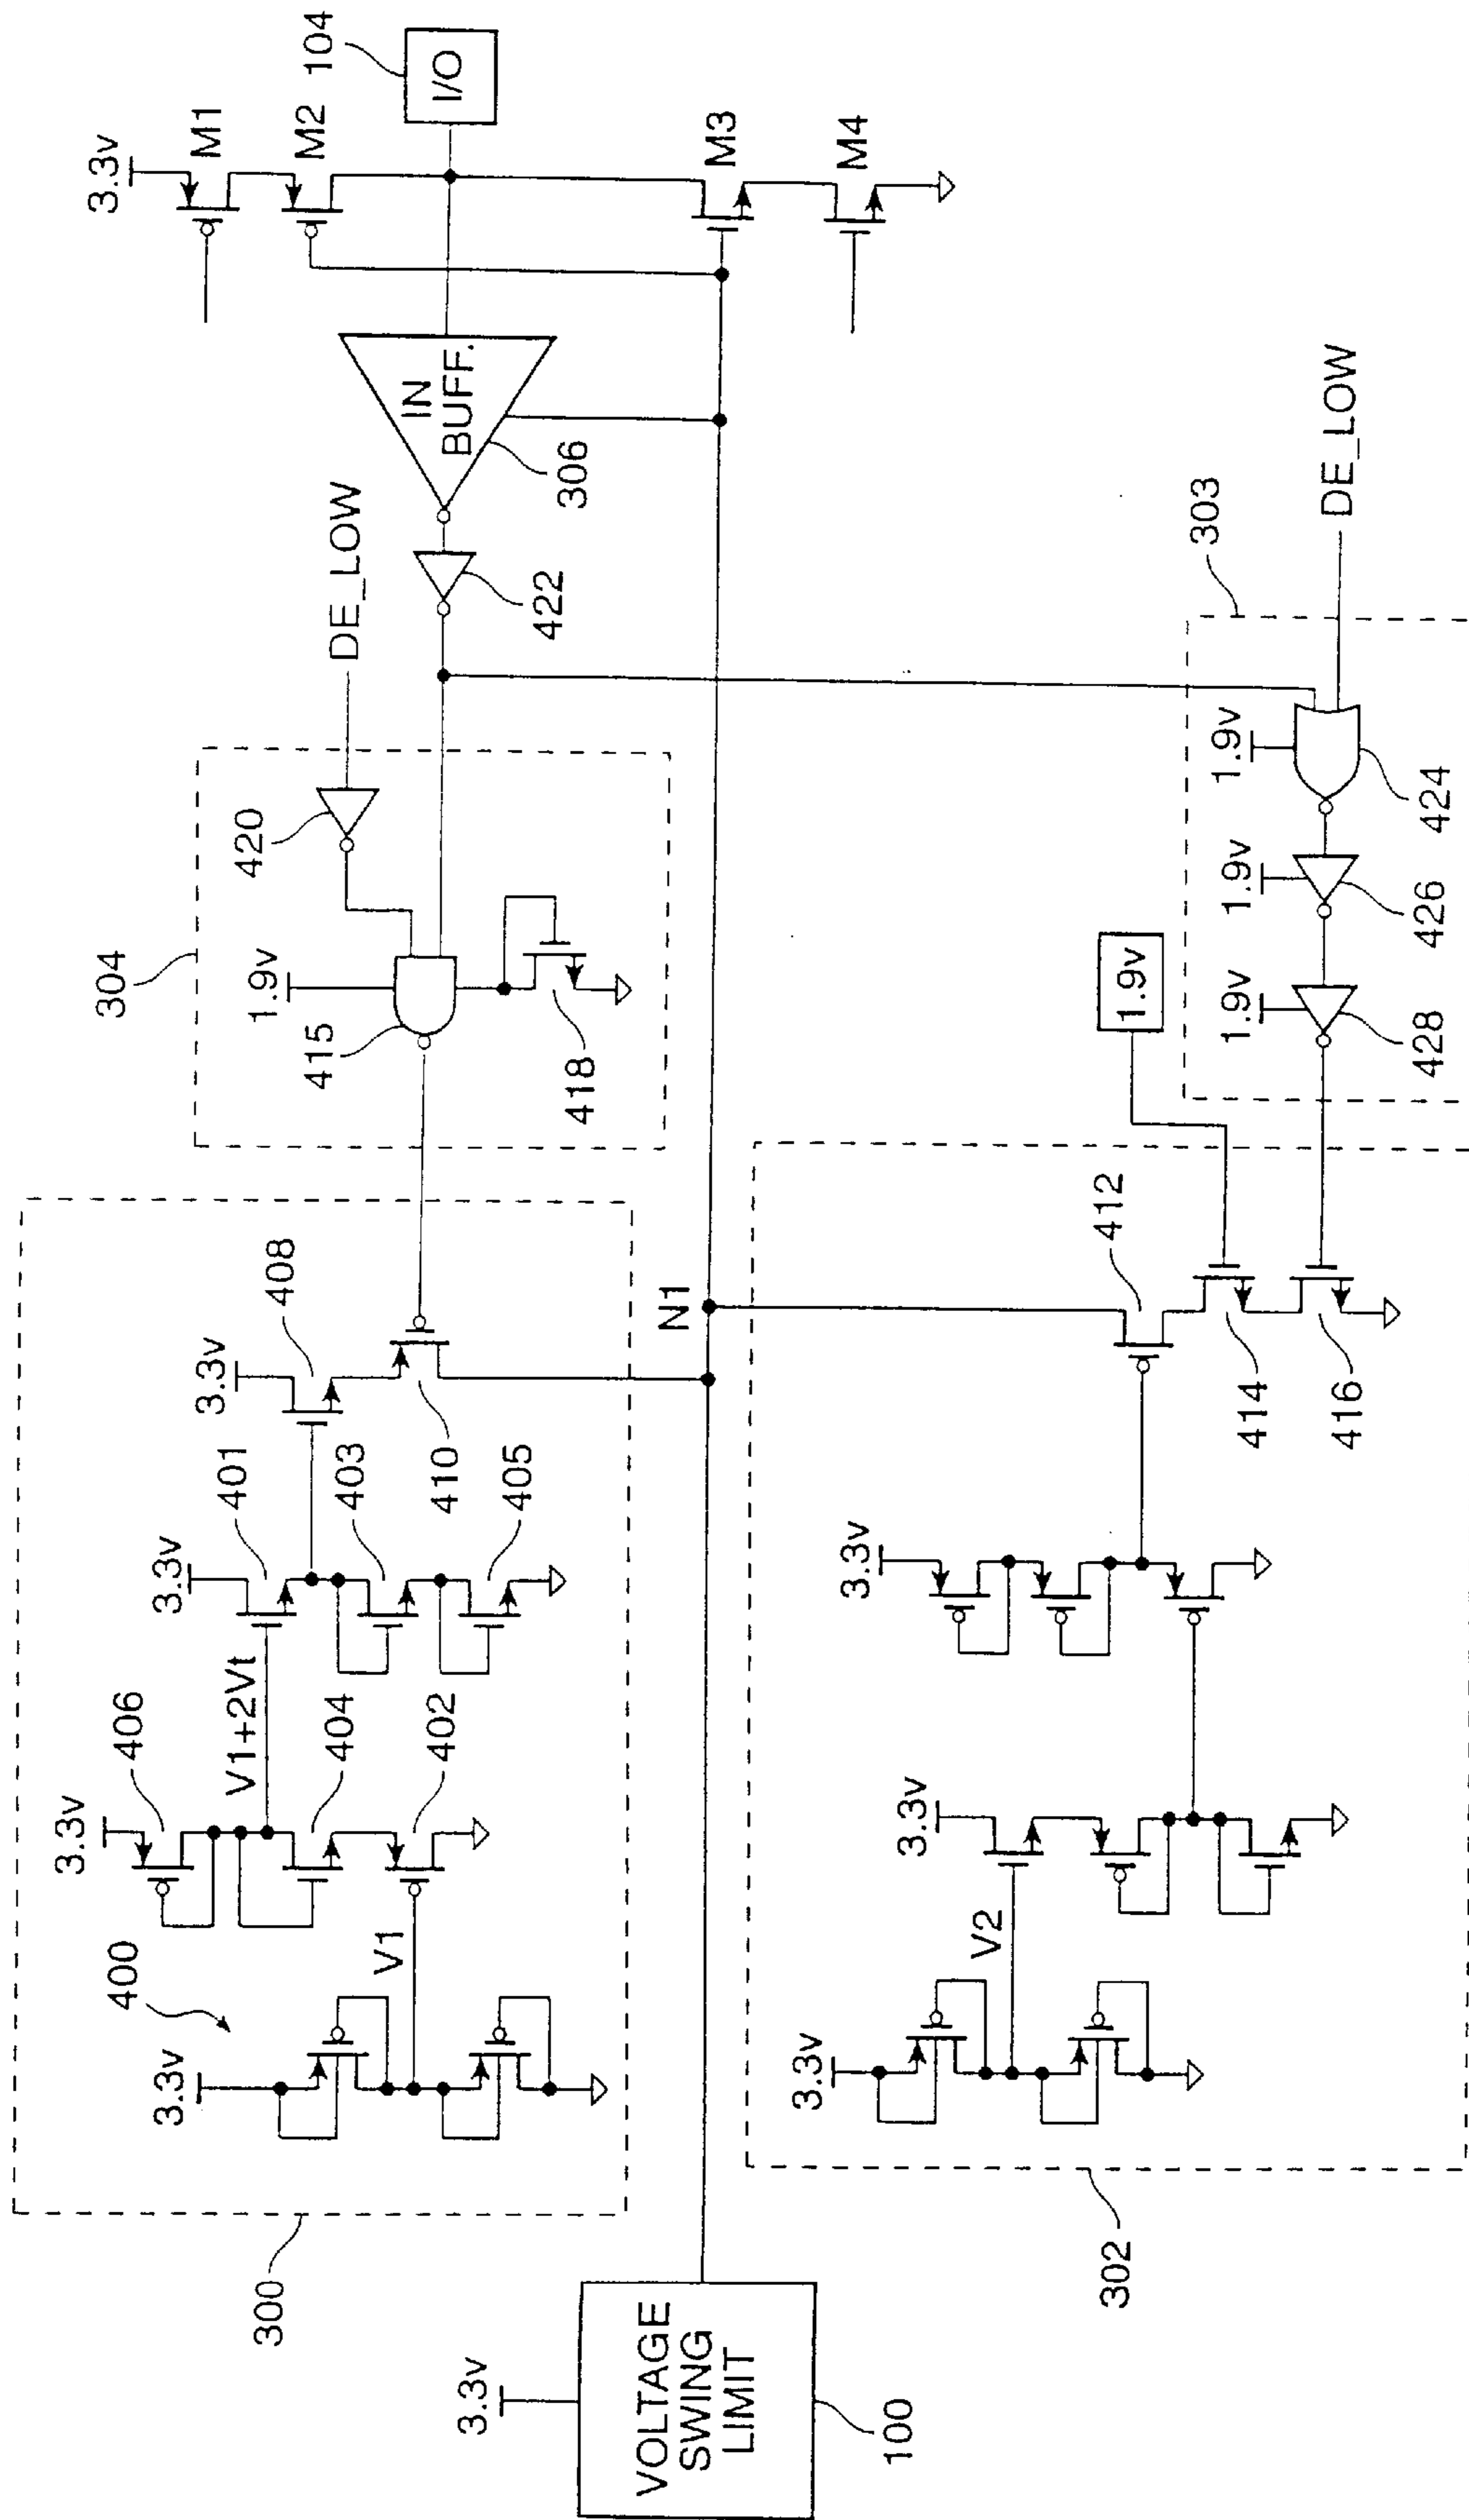 3.3v
M1
M2
104
I/O
M3
M4
IN
BUFF.
306
DE_LOW
422
303
DE_LOW
304
420
1.9v
415
418
1.9v
424
1.9v
426
1.9v
428
1.9v
412
414
416
N1
3.3v
408
410
3.3v
401
403
405
3.3v
406
V1+2Vt
404
402
400
V1
3.3v
3.3v
3.3v
V2
3.3v
300
302
3.3v
VOLTAGE
SWING
LIMIT
100